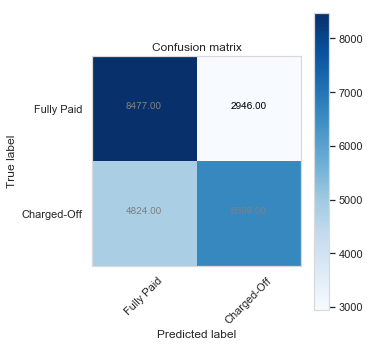 Confusion matrix
True label
Fully Paid
8477.00
2946.00
Charged-Off
4824.00
Fully Paid
Charged-Off
Predicted label
8000
7000
6000
5000
4000
3000